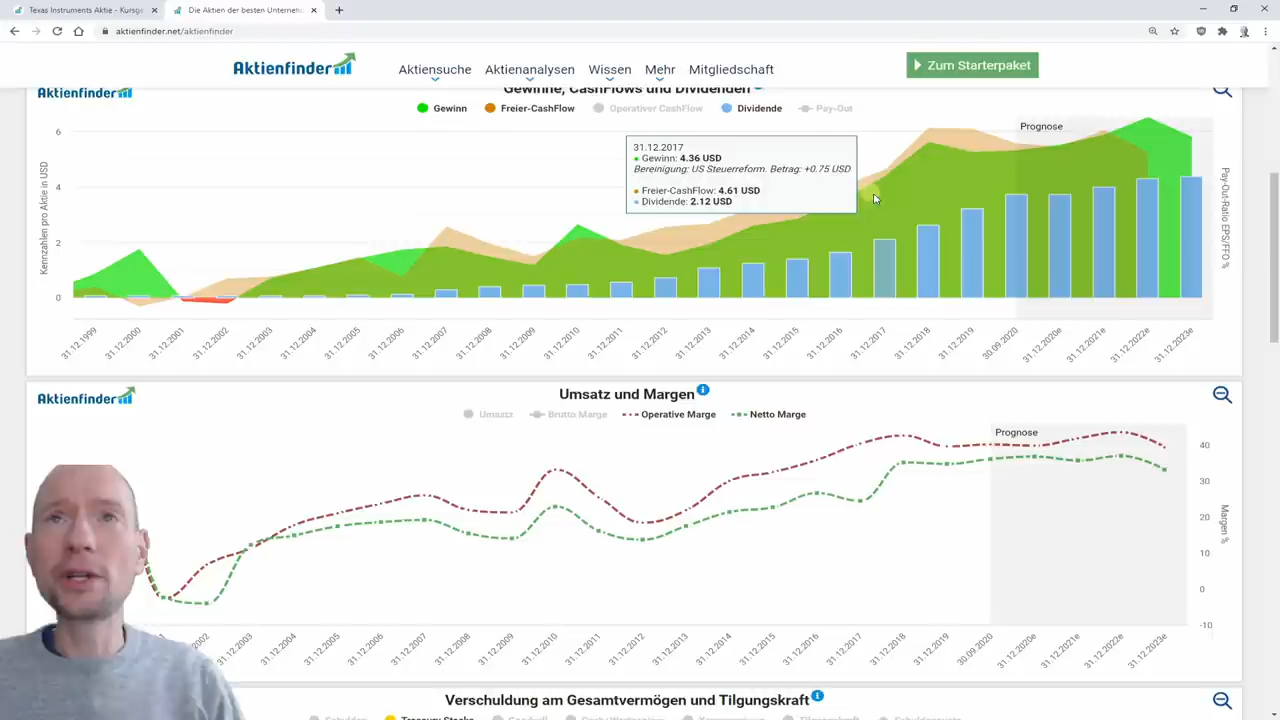 Texas Instruments Aktie - Kursge
Die Aktien der besten Unterneh
aktienfinder.net/aktienfinder
Aktienfinder
Aktiensuche
Aktienanalysen
Wissen
Mehr
Mitgliedschaft
Zum Starterpaket
Aktienfinder
Gewinne, CashFlows und Dividenden
Gewinn
Freier-CashFlow
Operativer CashFlow
Dividende
Pay-Out
Prognose
31.12.2017
Gewinn: 4.36 USD
Bereinigung: US Steuerreform. Betrag: +0.75 USD
Freier-CashFlow: 4.61 USD
Dividende: 2.12 USD
Kennzahlen pro Aktie in USD
6
4
2
0
Pay-Out-Ratio EPS/FFO %
31.12.1999
31.12.2000
31.12.2001
31.12.2002
31.12.2003
31.12.2004
31.12.2005
31.12.2006
31.12.2007
31.12.2008
31.12.2009
31.12.2010
31.12.2011
31.12.2012
31.12.2013
31.12.2014
31.12.2015
31.12.2016
31.12.2017
31.12.2018
31.12.2019
30.09.2020
31.12.2020e
31.12.2021e
31.12.2022e
31.12.2023e
Aktienfinder
Umsatz und Margen
Umsatz
Brutto Marge
Operative Marge
Netto Marge
Prognose
40
30
20
10
0
-10
Margen %
2002
31.12.2003
31.12.2004
31.12.2005
31.12.2006
31.12.2007
31.12.2008
31.12.2009
31.12.2010
31.12.2011
31.12.2012
31.12.2013
31.12.2014
31.12.2015
31.12.2016
31.12.2017
31.12.2018
31.12.2019
30.09.2020
31.12.2020e
31.12.2021e
31.12.2022e
31.12.2023e
Verschuldung am Gesamtvermögen und Tilgungskraft